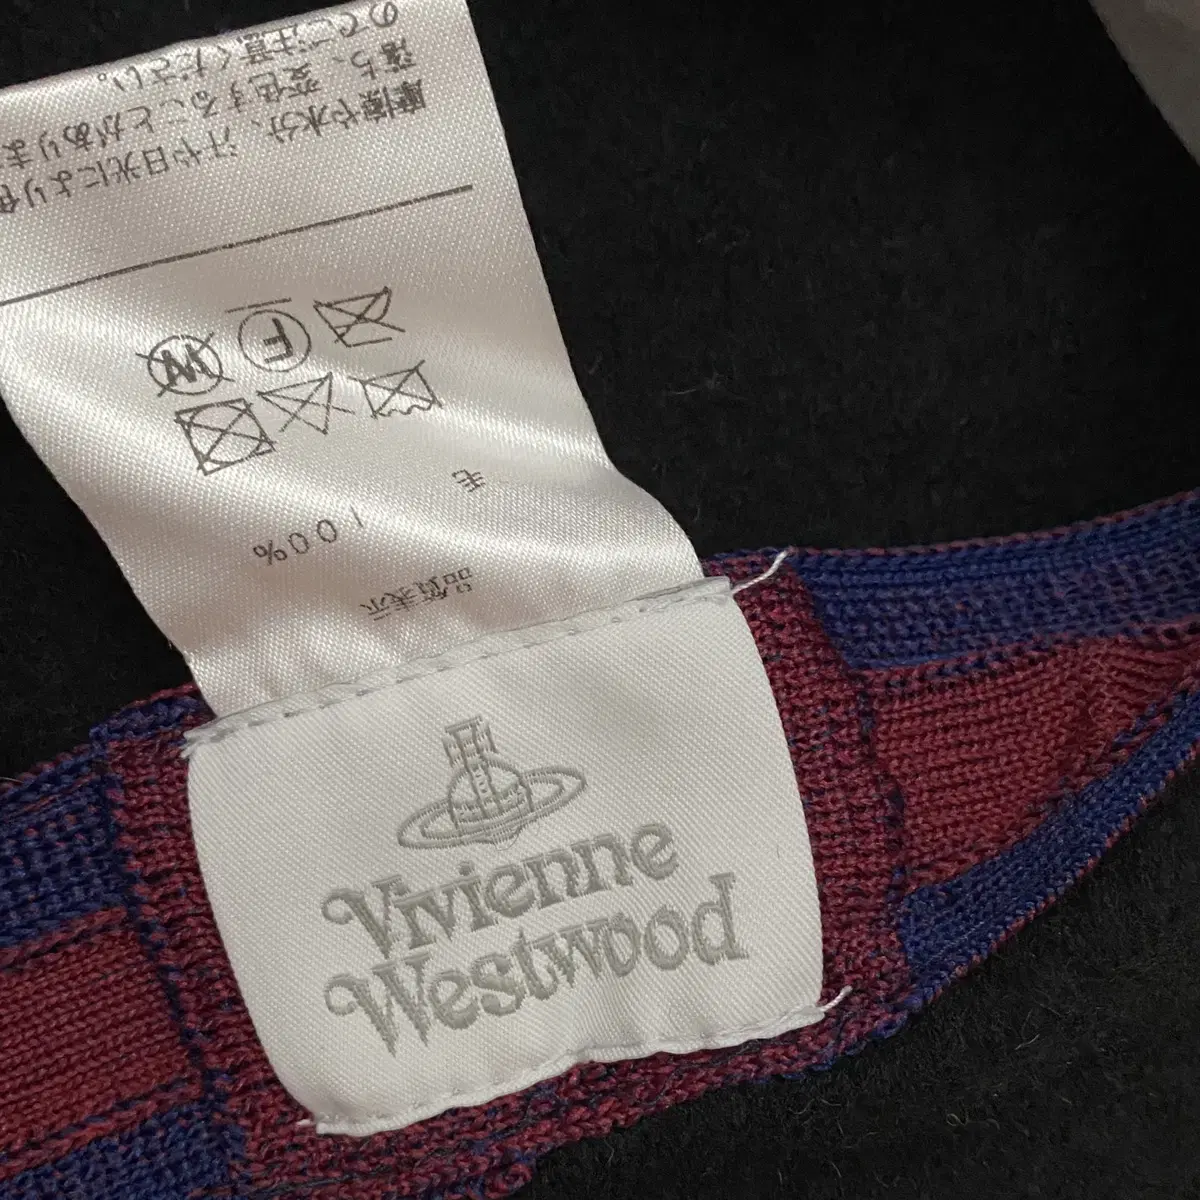 品質表示
毛 100%
F W
摩擦や水分、汗や日光により色
落ち、変色することがありま
のでご注意ください。
Vivienne
Westwood